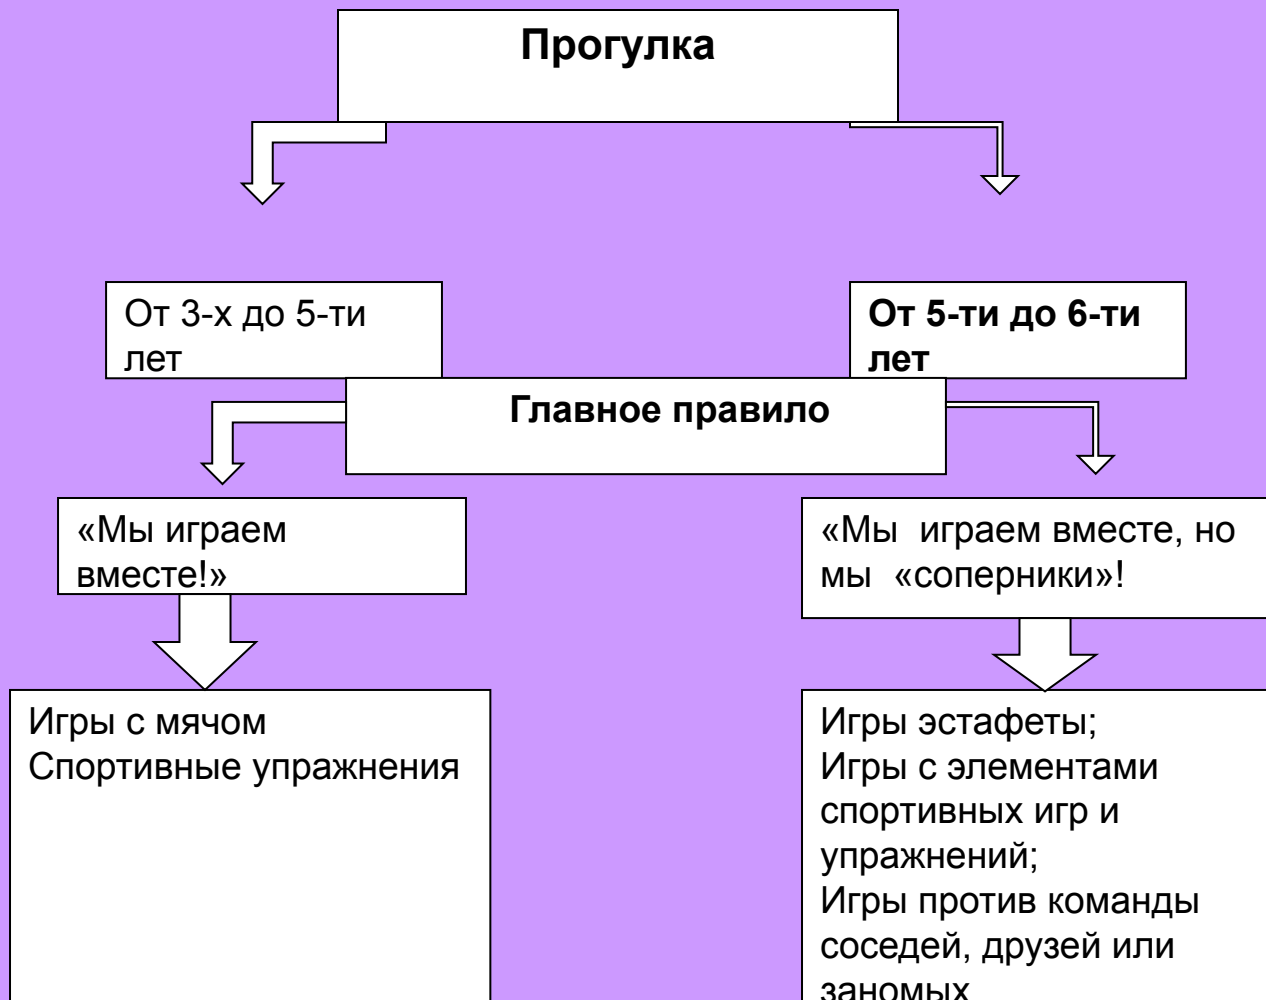 Прогулка
От 3-х до 5-ти
лет
От 5-ти до 6-ти
лет
Главное правило
«Мы играем
вместе!»
«Мы играем вместе, но
мы «соперники»!
Игры с мячом
Спортивные упражнения
Игры эстафеты;
Игры с элементами
спортивных игр и
упражнений;
Игры против команды
соседей, друзей или
заномых